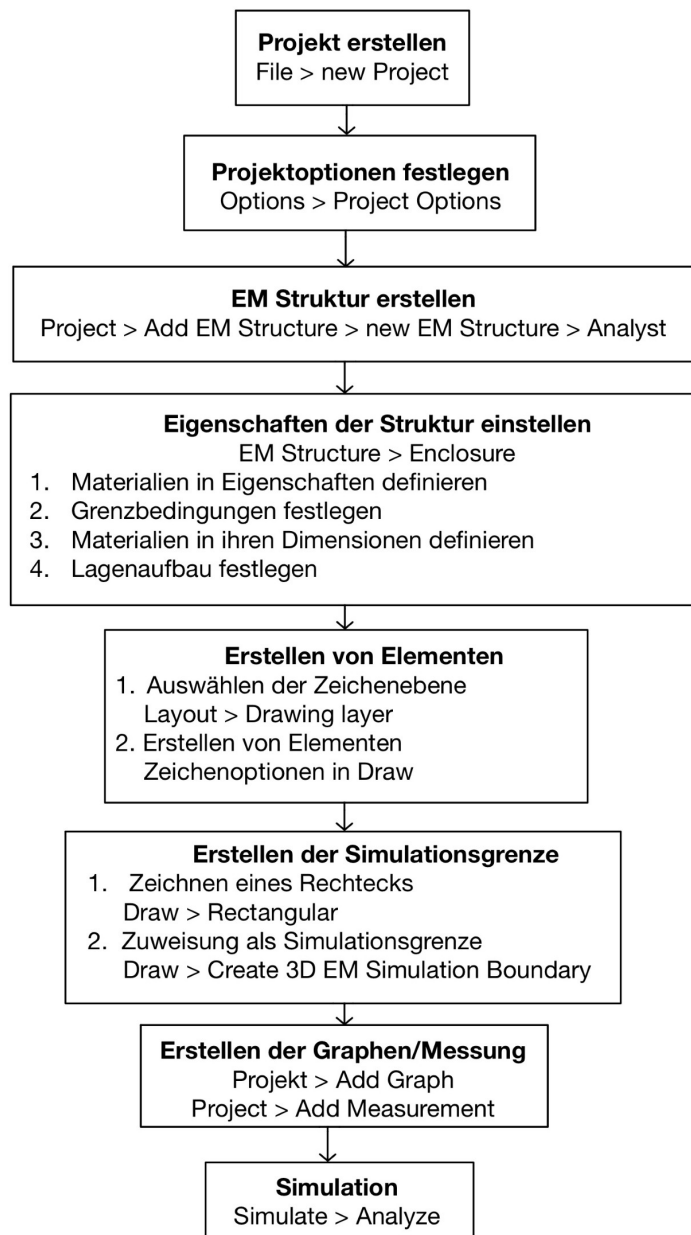 Projekt erstellen
File > new Project
Projektoptionen festlegen
Options > Project Options
EM Struktur erstellen
Project > Add EM Structure > new EM Structure > Analyst
Eigenschaften der Struktur einstellen
EM Structure > Enclosure
1. Materialien in Eigenschaften definieren
2. Grenzbedingungen festlegen
3. Materialien in ihren Dimensionen definieren
4. Lagenaufbau festlegen
Erstellen von Elementen
1. Auswählen der Zeichenebene
Layout > Drawing layer
2. Erstellen von Elementen
Zeichenoptionen in Draw
Erstellen der Simulationsgrenze
1. Zeichnen eines Rechtecks
Draw > Rectangular
2. Zuweisung als Simulationsgrenze
Draw > Create 3D EM Simulation Boundary
Erstellen der Graphen/Messung
Projekt > Add Graph
Project > Add Measurement
Simulation
Simulate > Analyze